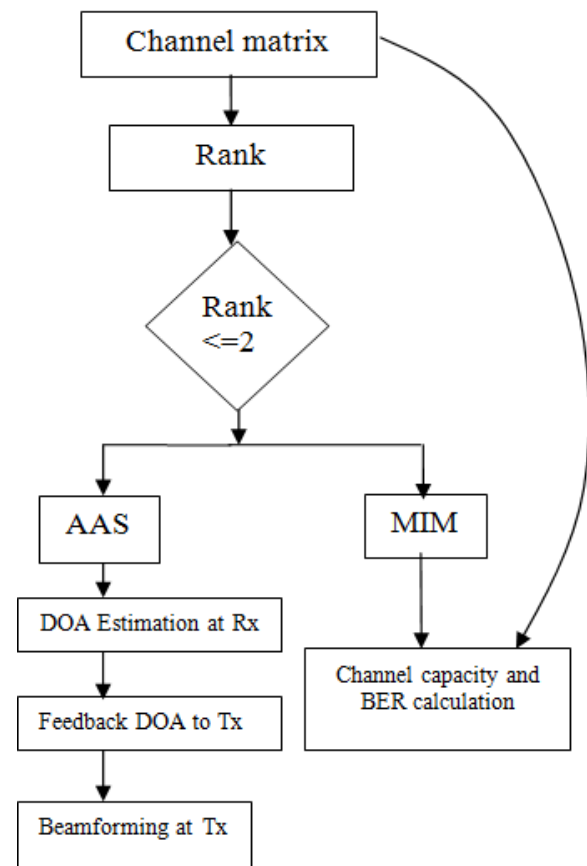 Channel matrix
Rank
Rank
<=2
AAS
MIM
DOA Estimation at Rx
Channel capacity and
BER calculation
Feedback DOA to Tx
Beamforming at Tx